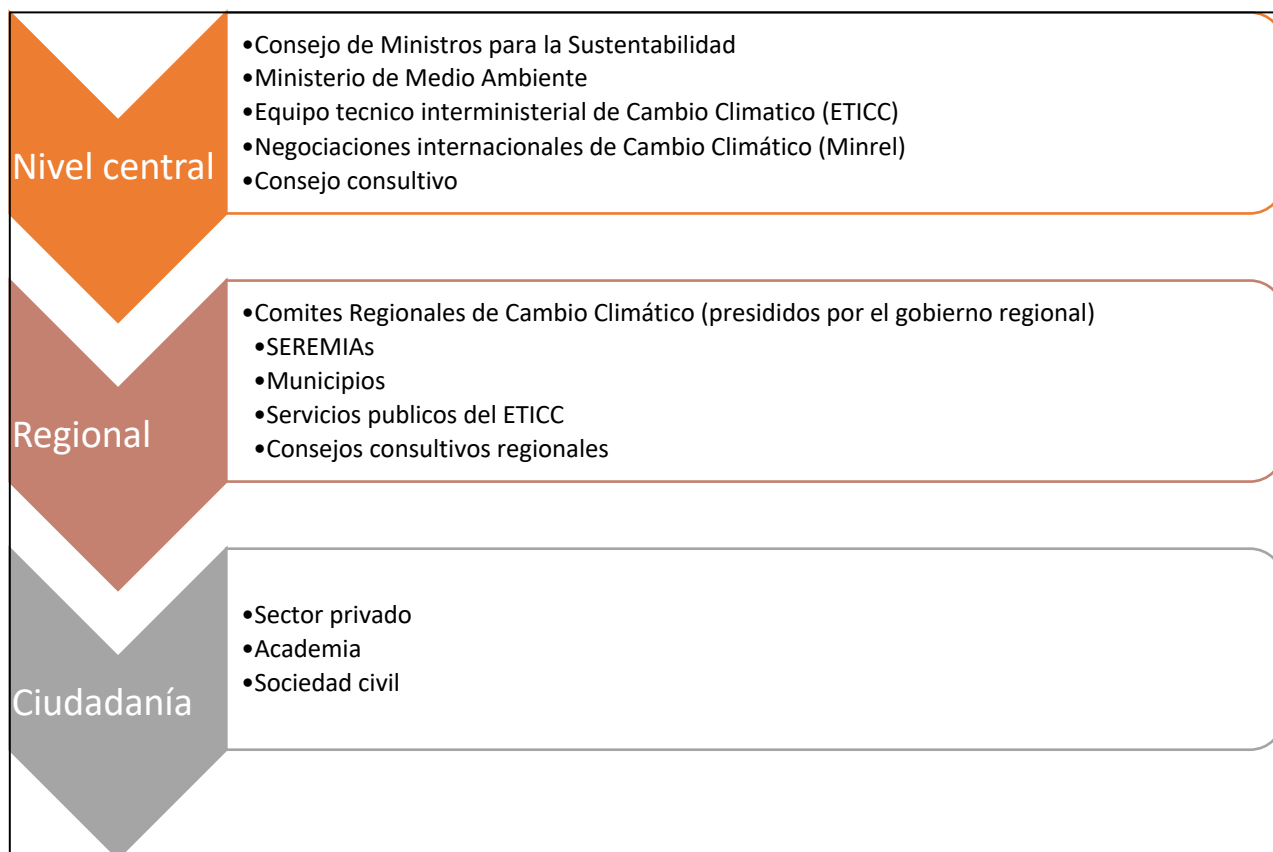 Nivel central
•Consejo de Ministros para la Sustentabilidad
•Ministerio de Medio Ambiente
•Equipo tecnico interministerial de Cambio Climatico (ETICC)
•Negociaciones internacionales de Cambio Climático (Minrel)
•Consejo consultivo
Regional
•Comites Regionales de Cambio Climático (presididos por el gobierno regional)
•SEREMIAs
•Municipios
•Servicios publicos del ETICC
•Consejos consultivos regionales
Ciudadanía
•Sector privado
•Academia
•Sociedad civil